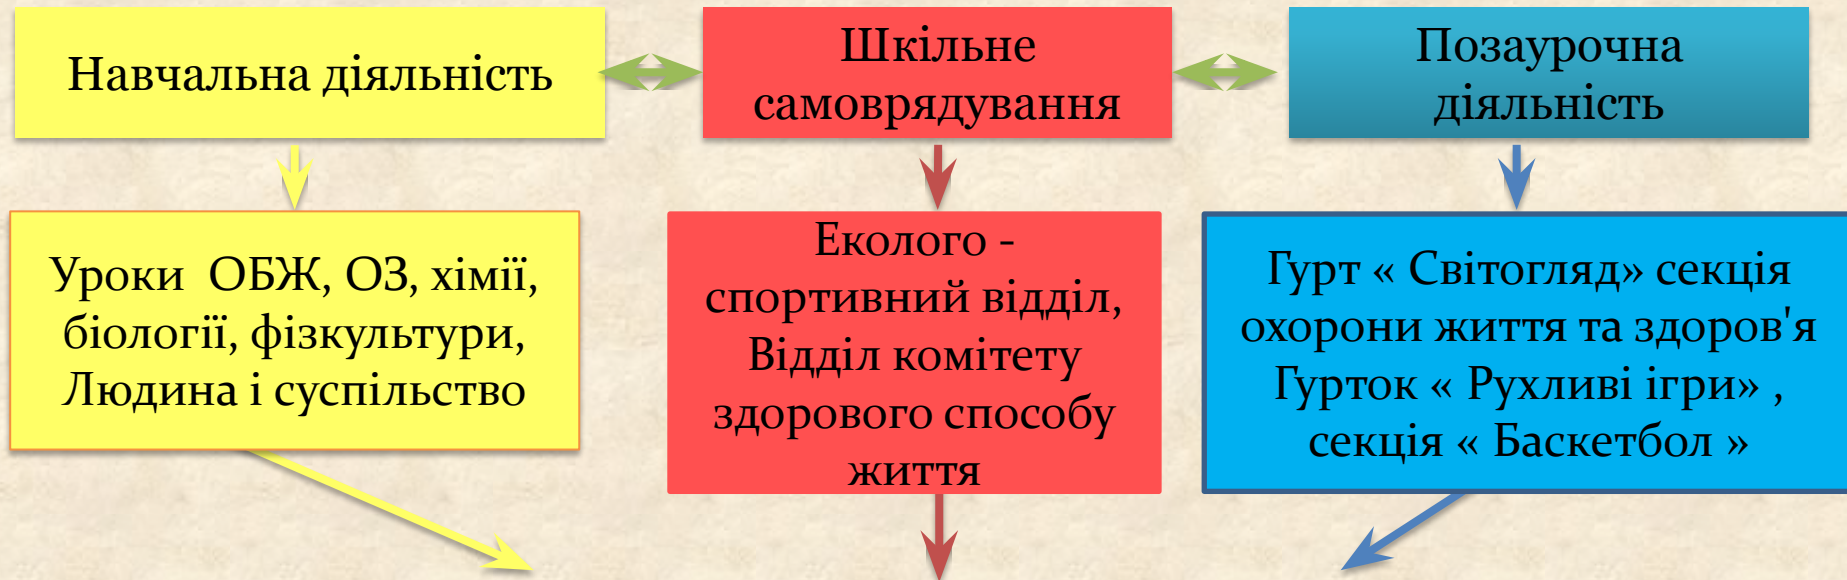 Навчальна діяльність
Шкільне
самоврядування
Позаурочна
діяльність
Уроки  ОБЖ, ОЗ, хімії,
біології, фізкультури,
Людина і суспільство
Еколого -
спортивний відділ,
Відділ комітету
здорового способу
життя
Гурт « Світогляд» секція
охорони життя та здоров'я
Гурток « Рухливі ігри» ,
секція « Баскетбол »